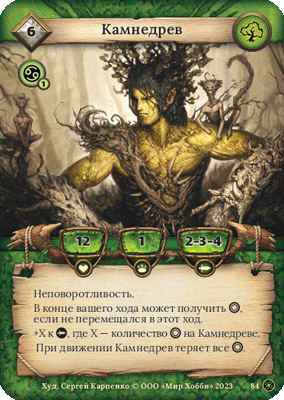 Камнедрев
6
1
12 1 2-3-4
Неповоротливость.
В конце вашего хода может получить ,
если не перемещался в этот ход.
+X к , где X — количество на Камнедреве.
При движении Камнедрев теряет все
Худ. Сергей Карпенко © ООО «Мир Хобби» 2023 84